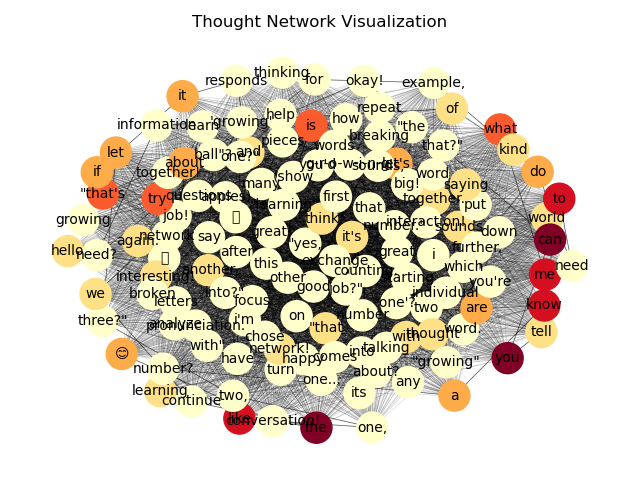 Thought Network Visualization
thinking
responds
for
okay!
example,
it
of
repeat
help
how
information
learn
"growing
is
"the
what
breaking
pieces,
words
that?"
kind
let
ball"?
one?"
and
about
let's
"g-r-o-w-i-n-g"
sounds
if
together,
show
word
do
many
big!
saying
"that's
try
questions
apples,
learning
first
together
to
put
job!
"think"
that
growing
number.
interaction!
sounds
world
network
say
great
it's
down
can
hello
again.
after
"yes,
great
i
further.
need?
this
exchange
which
need
interesting
another
other
counting
starting
me
we
broken
into?"
good
job?"
individual
you're
letters
focus
one'?
two
are
know
three?"
analyze
pronunciation.
i'm
on
"that
number
thought
word.
tell
chose
with
😊
with"
network!
talking
have
happy
comes
into
"growing"
you
number?
turn
about?
one...
any
learning
continue
two,
its
a
like
conversation!
the
one,